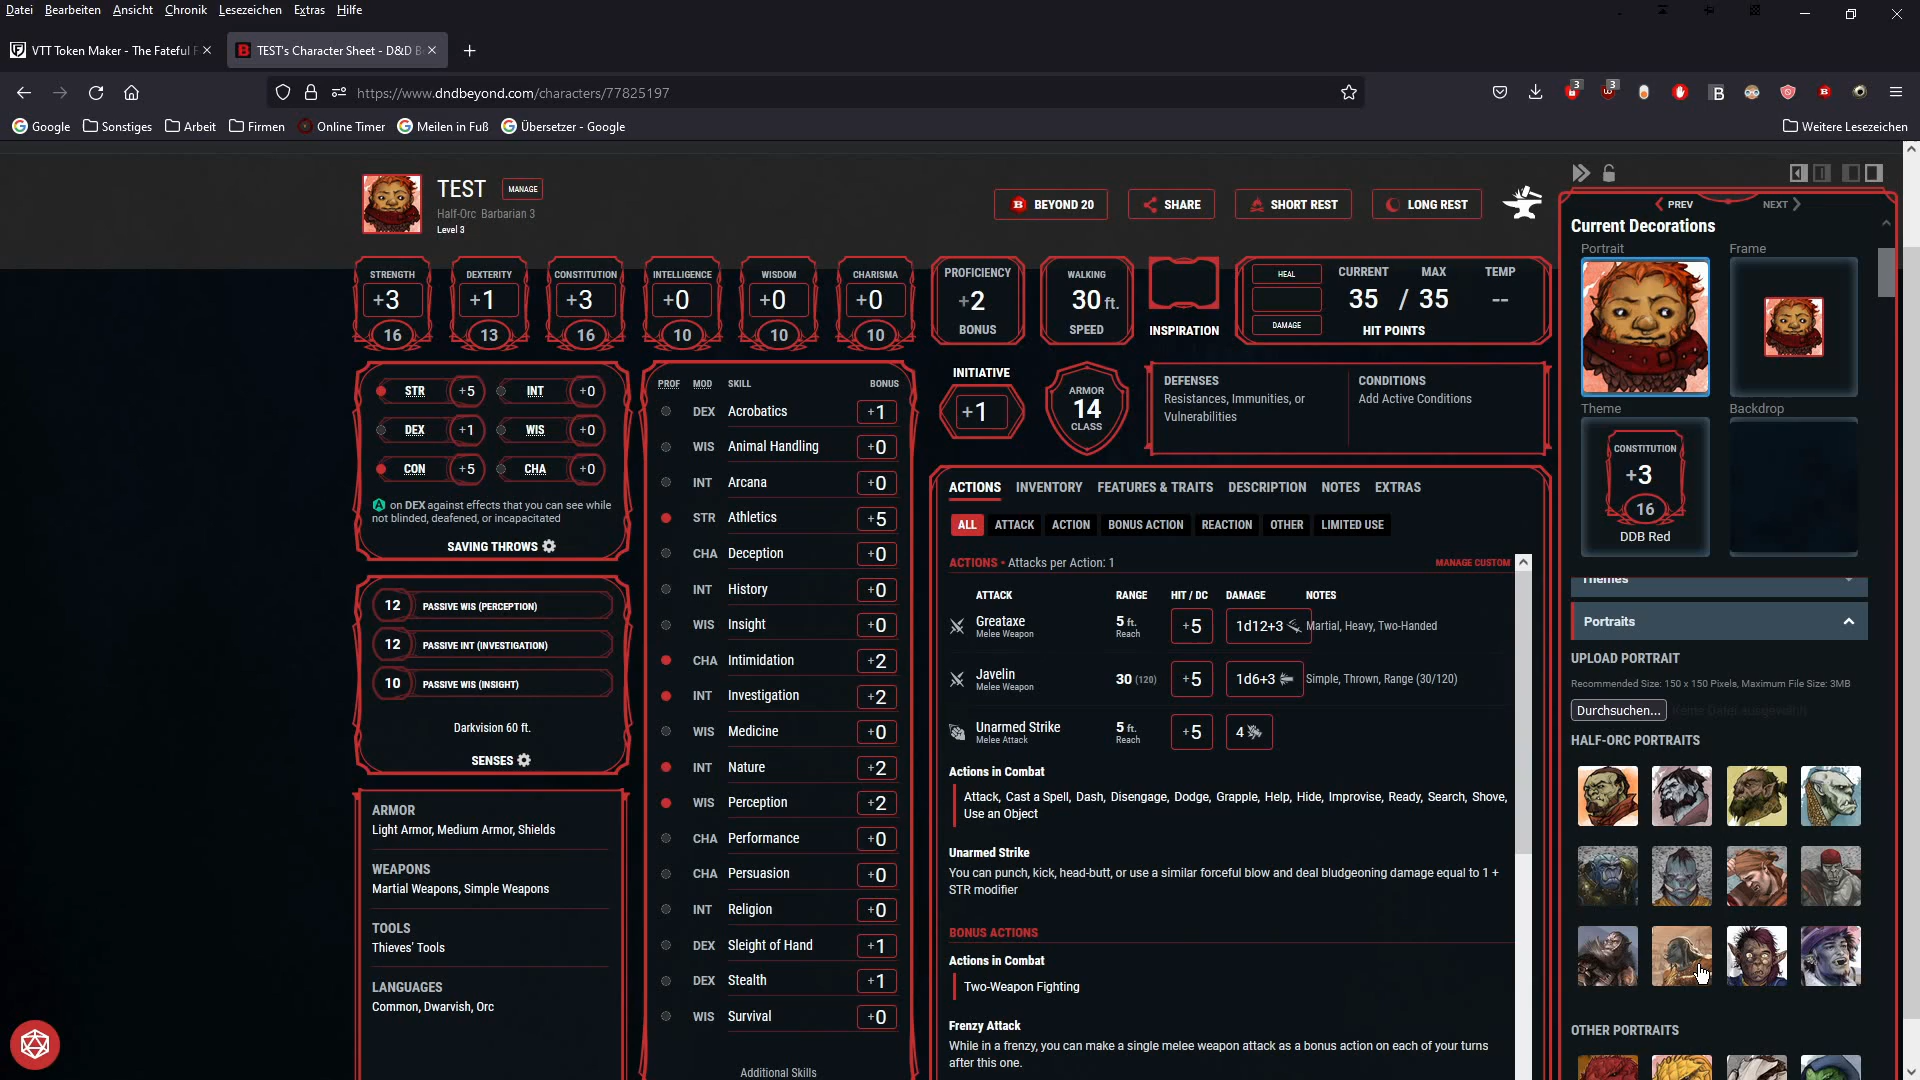 Datei Bearbeiten Ansicht Chronik Lesezeichen Extras Hilfe
VTT Token Maker - The Fateful F
TEST's Character Sheet - D&D B
https://www.dndbeyond.com/characters/77825197
Google Sonstiges Arbeit Firmen Online Timer Meilen in Fuß Übersetzer - Google Weitere Lesezeichen
TEST MANAGE
Half-Orc Barbarian 3
Level 3
BEYOND 20 SHARE SHORT REST LONG REST
STRENGTH
+3
16
DEXTERITY
+1
13
CONSTITUTION
+3
16
INTELLIGENCE
+0
10
WISDOM
+0
10
CHARISMA
+0
10
PROFICIENCY
+2
BONUS
WALKING
30 ft.
SPEED
INSPIRATION
HEAL
DAMAGE
CURRENT MAX TEMP
35 / 35 --
HIT POINTS
STR +5 INT +0
DEX +1 WIS +0
CON +5 CHA +0
A on DEX against effects that you can see while
not blinded, deafened, or incapacitated
SAVING THROWS
12 PASSIVE WIS (PERCEPTION)
12 PASSIVE INT (INVESTIGATION)
10 PASSIVE WIS (INSIGHT)
Darkvision 60 ft.
SENSES
ARMOR
Light Armor, Medium Armor, Shields
WEAPONS
Martial Weapons, Simple Weapons
TOOLS
Thieves' Tools
LANGUAGES
Common, Dwarvish, Orc
PROF MOD SKILL BONUS
DEX Acrobatics +1
WIS Animal Handling +0
INT Arcana +0
STR Athletics +5
CHA Deception +0
INT History +0
WIS Insight +0
CHA Intimidation +2
INT Investigation +2
WIS Medicine +0
INT Nature +2
WIS Perception +2
CHA Performance +0
CHA Persuasion +0
INT Religion +0
DEX Sleight of Hand +1
DEX Stealth +1
WIS Survival +0
Additional Skills
INITIATIVE
+1
ARMOR
14
CLASS
DEFENSES
Resistances, Immunities, or
Vulnerabilities
CONDITIONS
Add Active Conditions
ACTIONS INVENTORY FEATURES & TRAITS DESCRIPTION NOTES EXTRAS
ALL ATTACK ACTION BONUS ACTION REACTION OTHER LIMITED USE
ACTIONS • Attacks per Action: 1 MANAGE CUSTOM
ATTACK RANGE HIT / DC DAMAGE NOTES
Greataxe 5 ft. +5 1d12+3 Martial, Heavy, Two-Handed
Melee Weapon Reach
Javelin 30 (120) +5 1d6+3 Simple, Thrown, Range (30/120)
Melee Weapon
Unarmed Strike 5 ft. +5 4
Melee Attack Reach
Actions in Combat
Attack, Cast a Spell, Dash, Disengage, Dodge, Grapple, Help, Hide, Improvise, Ready, Search, Shove,
Use an Object
Unarmed Strike
You can punch, kick, head-butt, or use a similar forceful blow and deal bludgeoning damage equal to 1 +
STR modifier
BONUS ACTIONS
Actions in Combat
Two-Weapon Fighting
Frenzy Attack
While in a frenzy, you can make a single melee weapon attack as a bonus action on each of your turns
after this one.
PREV NEXT
Current Decorations
Portrait Frame
Theme Backdrop
CONSTITUTION
+3
16
DDB Red
Themes
Portraits
UPLOAD PORTRAIT
Recommended Size: 150 x 150 Pixels, Maximum File Size: 3MB
Durchsuchen... Keine Datei ausgewählt.
HALF-ORC PORTRAITS
OTHER PORTRAITS